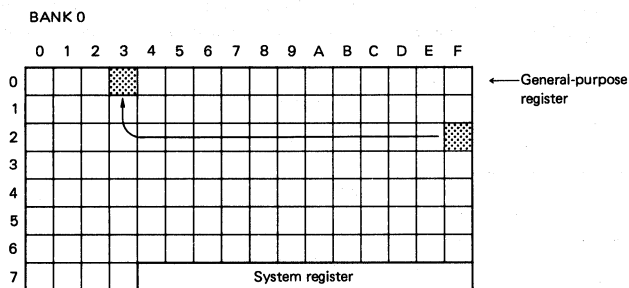 BANK 0
0 1 2 3 4 5 6 7 8 9 A B C D E F
0
General-purpose
register
1
2
3
4
5
6
7
System register